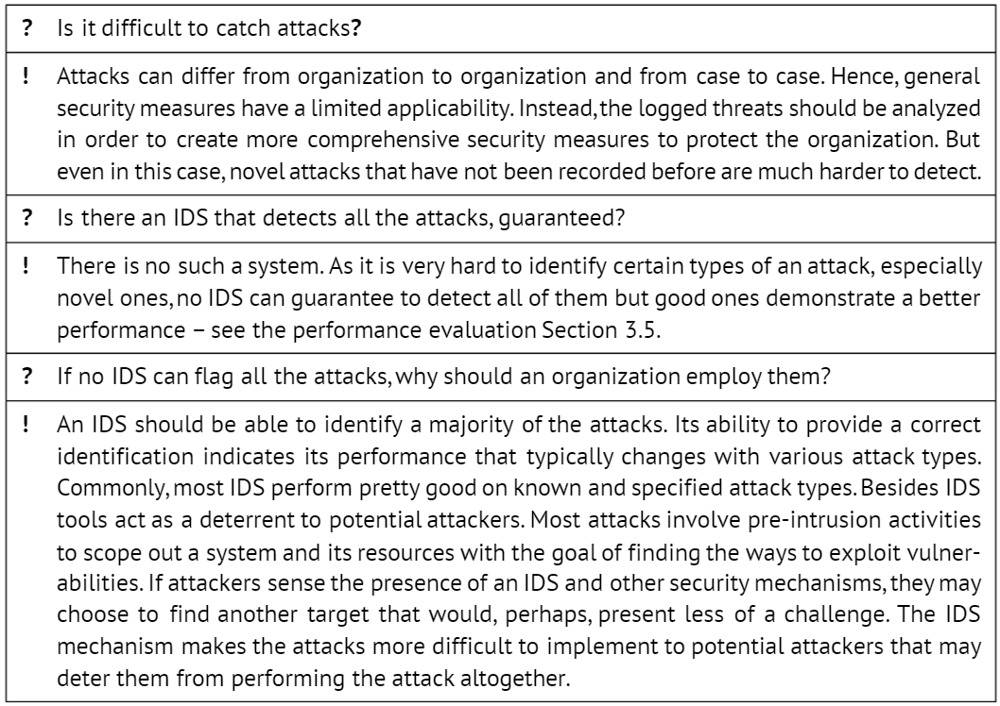 ? Is it difficult to catch attacks?
! Attacks can differ from organization to organization and from case to case. Hence, general
security measures have a limited applicability. Instead, the logged threats should be analyzed
in order to create more comprehensive security measures to protect the organization. But
even in this case, novel attacks that have not been recorded before are much harder to detect.
? Is there an IDS that detects all the attacks, guaranteed?
! There is no such a system. As it is very hard to identify certain types of an attack, especially
novel ones, no IDS can guarantee to detect all of them but good ones demonstrate a better
performance – see the performance evaluation Section 3.5.
? If no IDS can flag all the attacks, why should an organization employ them?
! An IDS should be able to identify a majority of the attacks. Its ability to provide a correct
identification indicates its performance that typically changes with various attack types.
Commonly, most IDS perform pretty good on known and specified attack types. Besides IDS
tools act as a deterrent to potential attackers. Most attacks involve pre-intrusion activities
to scope out a system and its resources with the goal of finding the ways to exploit vulner-
abilities. If attackers sense the presence of an IDS and other security mechanisms, they may
choose to find another target that would, perhaps, present less of a challenge. The IDS
mechanism makes the attacks more difficult to implement to potential attackers that may
deter them from performing the attack altogether.